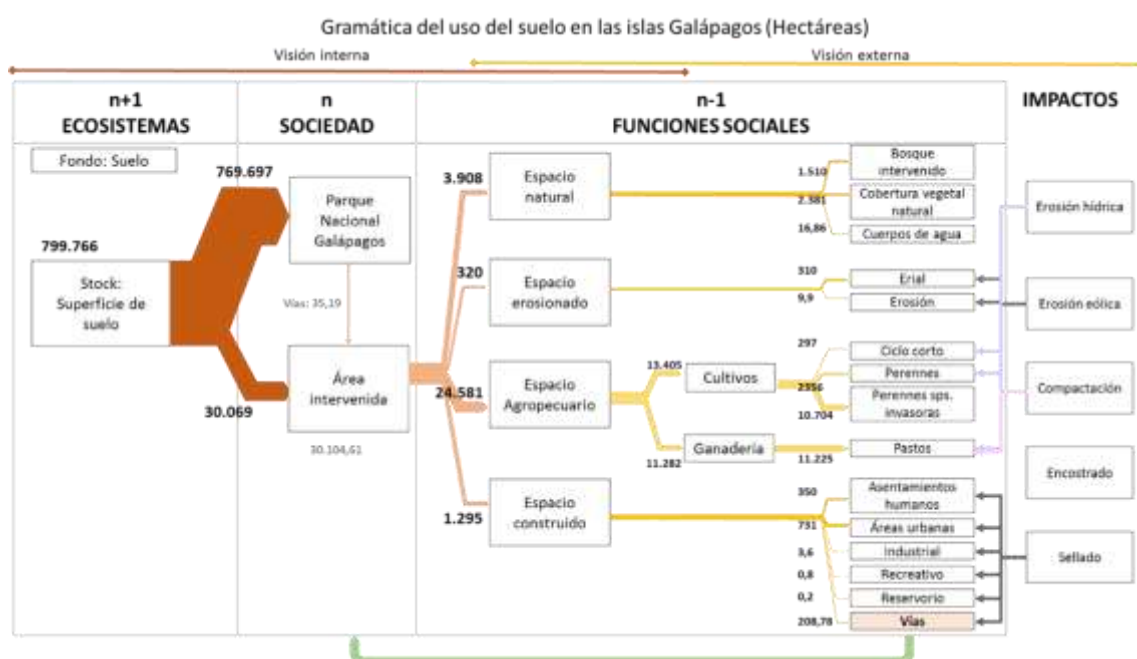 Gramática del uso del suelo en las islas Galápagos (Hectáreas)
Visión interna
Visión externa
n+1
ECOSISTEMAS
n
SOCIEDAD
n-1
FUNCIONES SOCIALES
IMPACTOS
Fondo: Suelo
799.766
Stock:
Superficie de
suelo
769.697
30.069
Parque
Nacional
Galápagos
Vías: 35,19
Área
intervenida
30.104,61
3.908
Espacio
natural
320
Espacio
erosionado
24.581
Espacio
Agropecuario
1.295
Espacio
construido
13.405
Cultivos
11.282
Ganadería
1.510
Bosque
intervenido
2.381
Cobertura vegetal
natural
16,86
Cuerpos de agua
310
Erial
9,9
Erosión
297
Ciclo corto
2356
Perennes
10.704
Perennes sps.
invasoras
11.225
Pastos
350
Asentamientos
humanos
731
Áreas urbanas
3,6
Industrial
0,8
Recreativo
0,2
Reservorio
208,78
Vías
Erosión hídrica
Erosión eólica
Compactación
Encostrado
Sellado